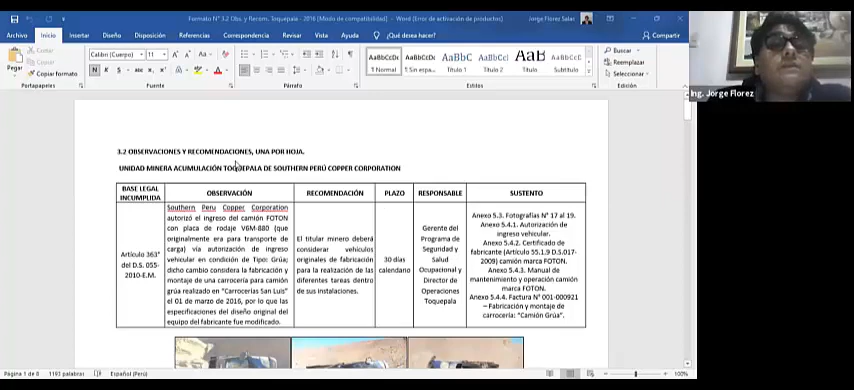 Formato N° 3.2 Obs. y Recom. Toquepala - 2016 [Modo de compatibilidad] - Word (Error de activación de productos)
Jorge Florez Salas
Archivo Inicio Insertar Diseño Disposición Referencias Correspondencia Revisar Vista Ayuda ¿Qué desea hacer? Compartir
Pegar
Cortar
Copiar
Copiar formato
Portapapeles
Calibri (Cuerpo) 11
Fuente
Párrafo
AaBbCcDc AaBbCcDc AaBbC AaBbCcI AaB AaBbCcD
1 Normal 1 Sin espa... Título 1 Título 2 Título Subtítulo
Estilos
Buscar
Reemplazar
Seleccionar
Edición
Ing. Jorge Florez
3.2 OBSERVACIONES Y RECOMENDACIONES, UNA POR HOJA.
UNIDAD MINERA ACUMULACIÓN TOQUEPALA DE SOUTHERN PERÚ COPPER CORPORATION
BASE LEGAL
INCUMPLIDA
OBSERVACIÓN
RECOMENDACIÓN
PLAZO
RESPONSABLE
SUSTENTO
Artículo 363°
del D.S. 055-
2010-E.M.
Southern Peru Copper Corporation
autorizó el ingreso del camión FOTON
con placa de rodaje V6M-880 (que
originalmente era para transporte de
carga) vía autorización de ingreso
vehicular en condición de Tipo: Grúa;
dicho cambio considera la fabricación y
montaje de una carrocería para camión
grúa realizado en "Carrocerías San Luis"
el 01 de marzo de 2016, por lo que las
especificaciones del diseño original del
equipo del fabricante fue modificado.
El titular minero deberá
considerar vehículos
originales de fabricación
para la realización de las
diferentes tareas dentro
de sus instalaciones.
30 días
calendario
Gerente del
Programa de
Seguridad y
Salud
Ocupacional y
Director de
Operaciones
Toquepala
Anexo 5.3. Fotografías N° 17 al 19.
Anexo 5.4.1. Autorización de
ingreso vehicular.
Anexo 5.4.2. Certificado de
fabricante (Artículo 55.1.9 D.S.017-
2009) camión marca FOTON.
Anexo 5.4.3. Manual de
mantenimiento y operación camión
marca FOTON.
Anexo 5.4.4. Factura N° 001-000921
– Fabricación y montaje de
carrocería: "Camión Grúa".
Página 1 de 8 1193 palabras Español (Perú) 100%